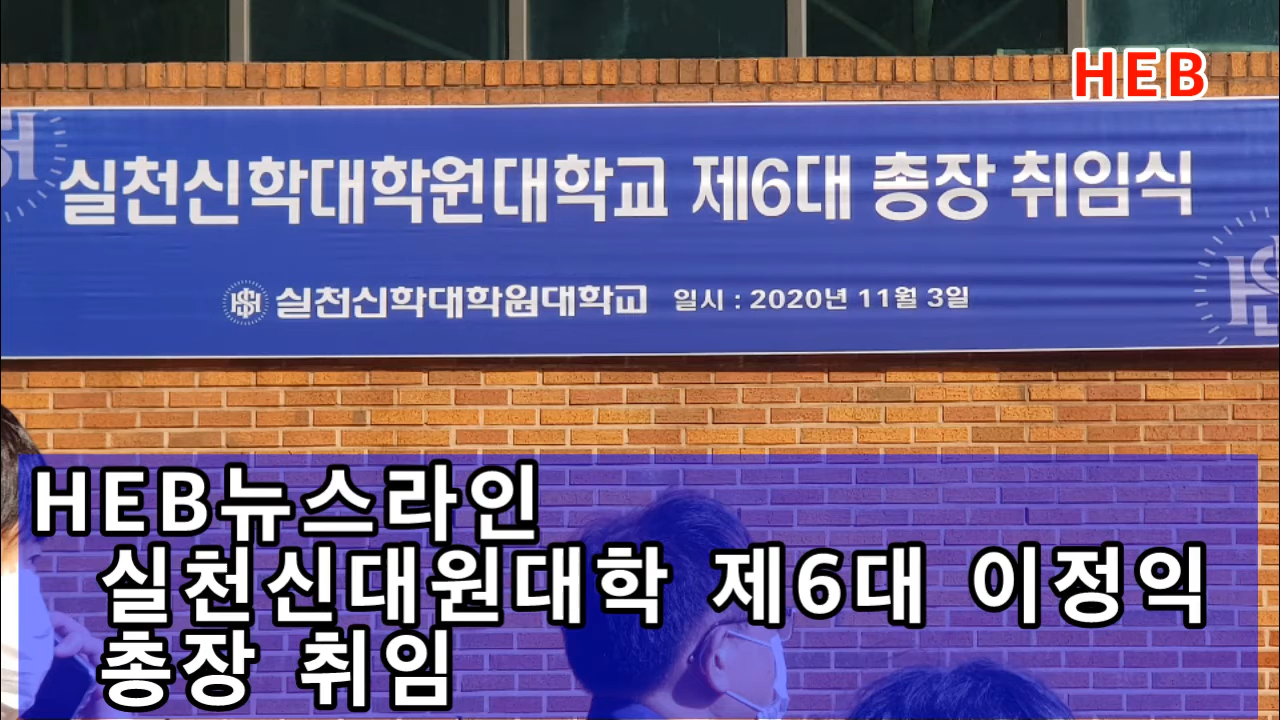 HEB
실천신학대학원대학교 제6대 총장 취임식
실천신학대학원대학교 일시 : 2020년 11월 3일
HEB뉴스라인
실천신대원대학 제6대 이정익
총장 취임